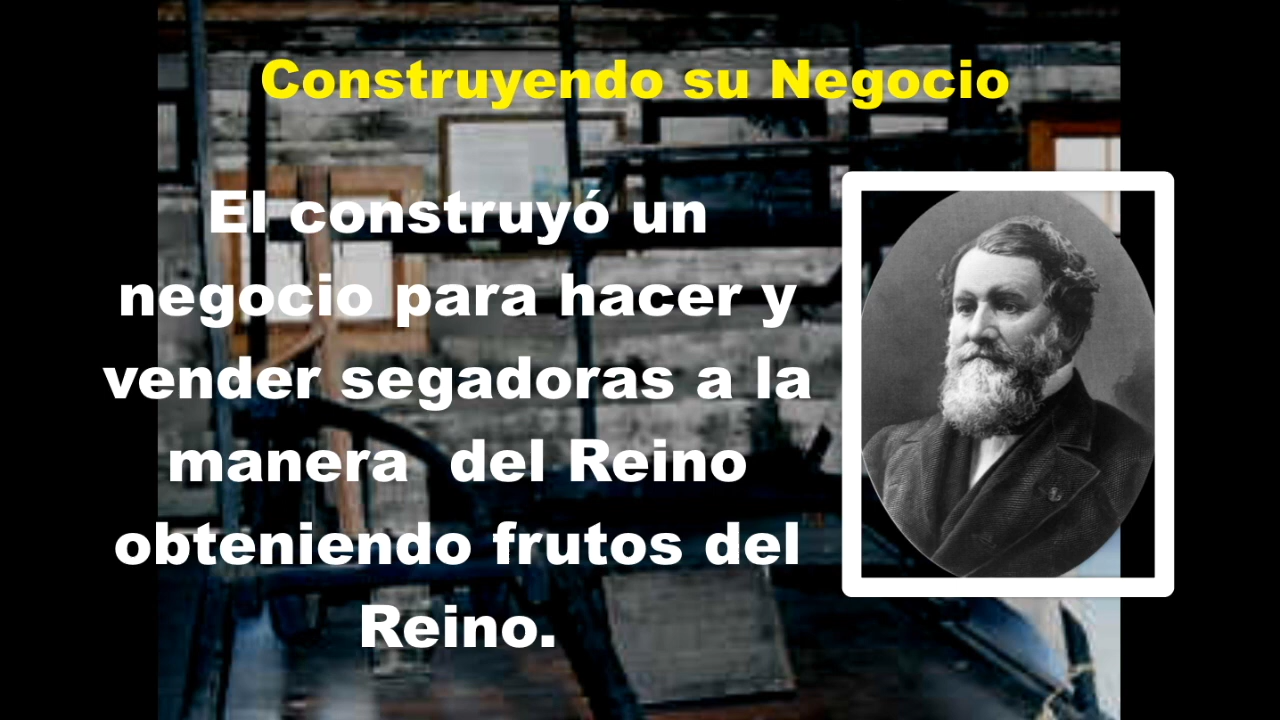 Construyendo su Negocio
El construyó un
negocio para hacer y
vender segadoras a la
manera  del Reino
obteniendo frutos del
Reino.